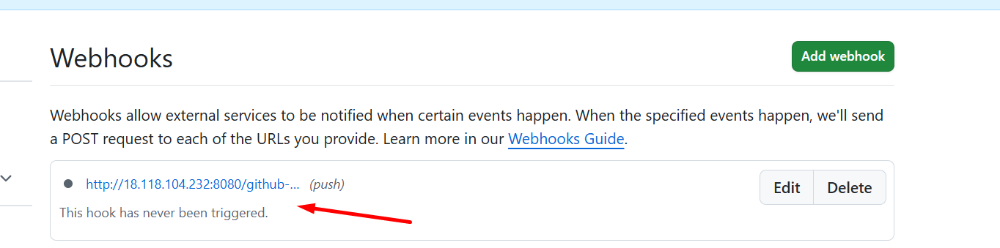 Webhooks
Add webhook
Webhooks allow external services to be notified when certain events happen. When the specified events happen, we'll send
a POST request to each of the URLs you provide. Learn more in our Webhooks Guide.
http://18.118.104.232:8080/github-... (push)
Edit
Delete
This hook has never been triggered.